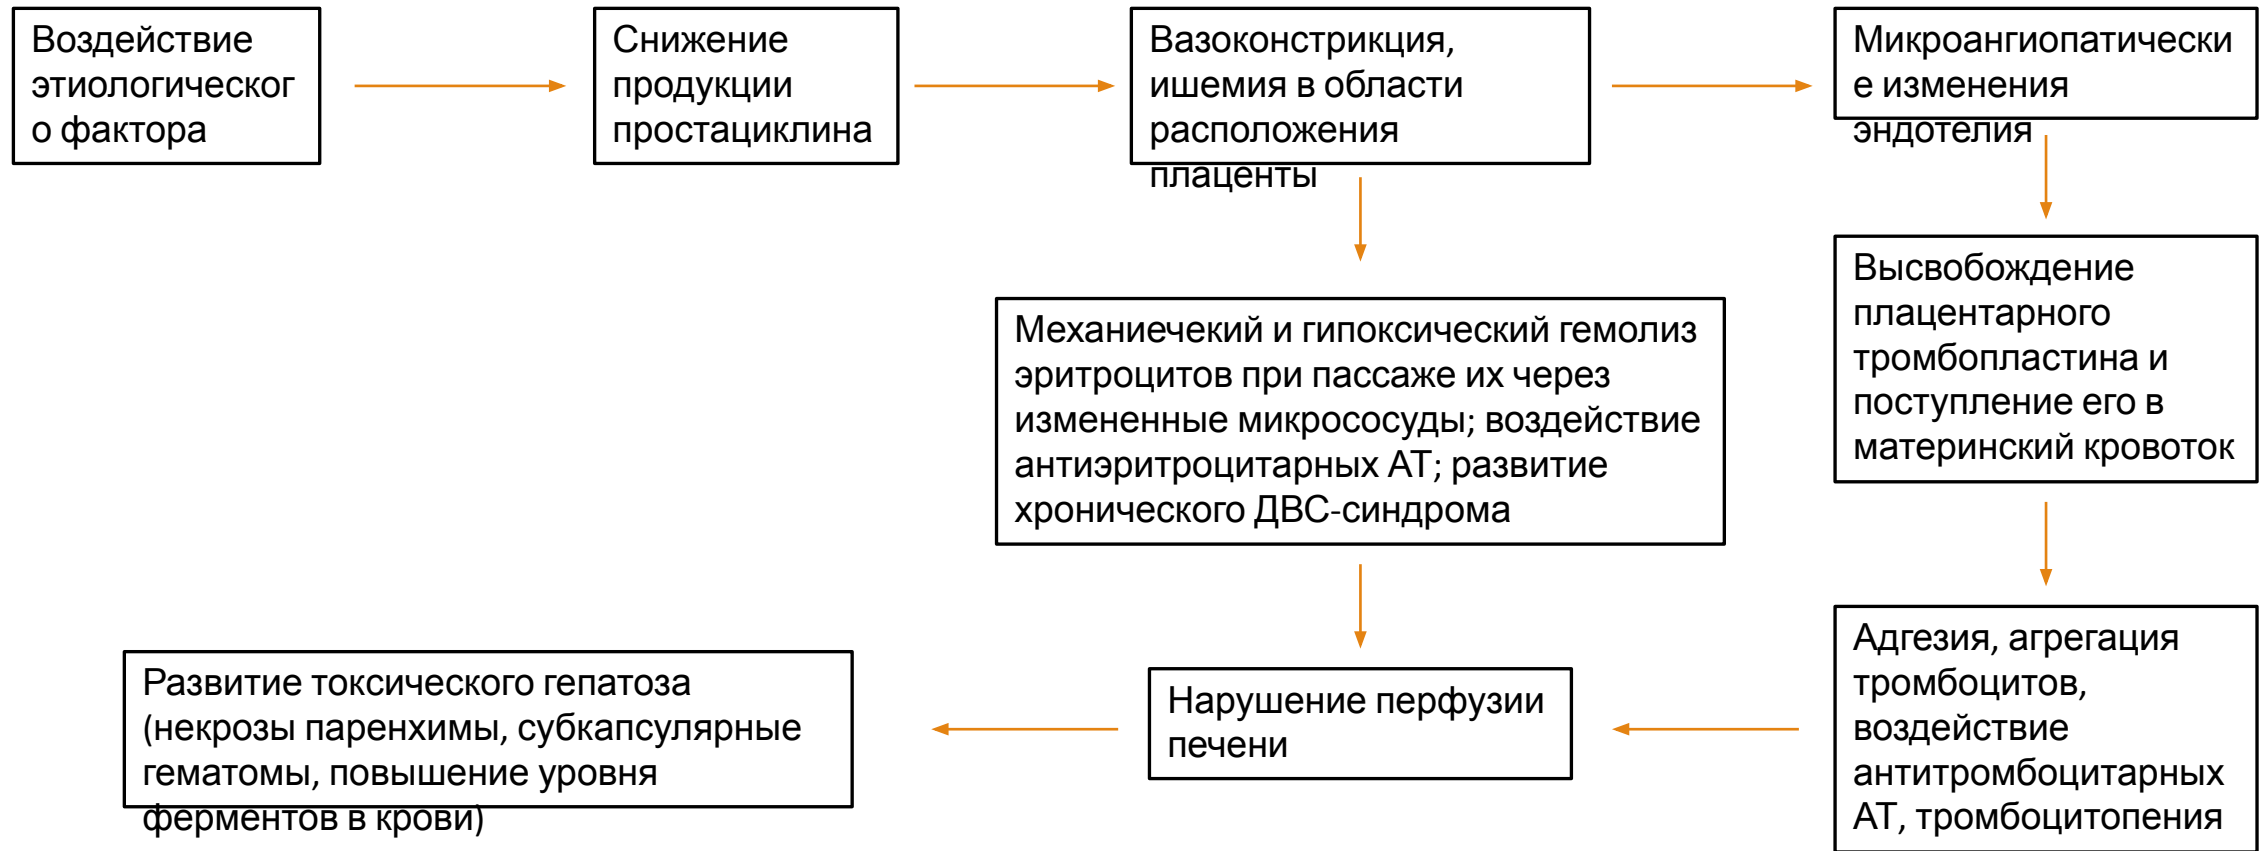 Воздействие
этиологическог
о фактора
Снижение
продукции
простациклина
Вазоконстрикция,
ишемия в области
расположения
плаценты
Микроангиопатически
е изменения
эндотелия
Механиечекий и гипоксический гемолиз
эритроцитов при пассаже их через
измененные микрососуды; воздействие
антиэритроцитарных АТ; развитие
хронического ДВС-синдрома
Высвобождение
плацентарного
тромбопластина и
поступление его в
материнский кровоток
Развитие токсического гепатоза
(некрозы паренхимы, субкапсулярные
гематомы, повышение уровня
ферментов в крови)
Нарушение перфузии
печени
Адгезия, агрегация
тромбоцитов,
воздействие
антитромбоцитарных
АТ, тромбоцитопения